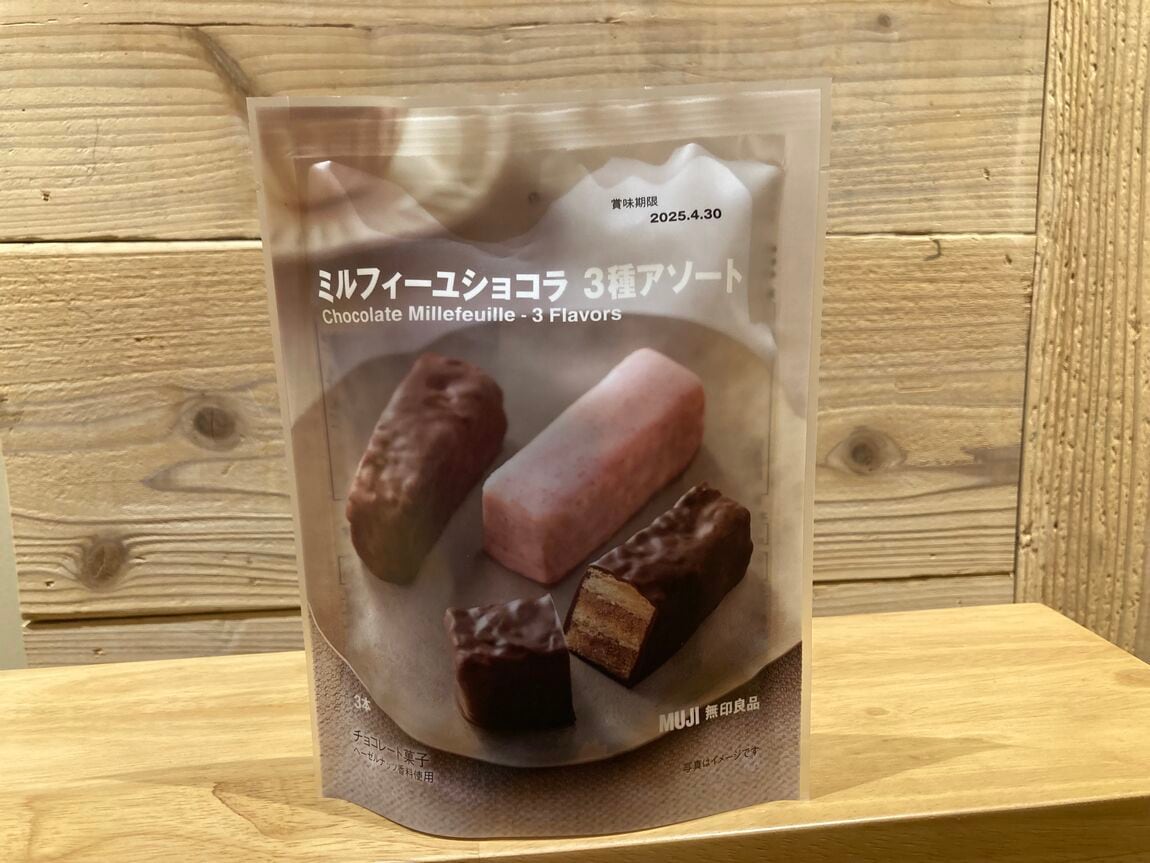 賞味期限
2025.4.30
ミルフィーユショコラ 3種アソート
Chocolate Millefeuille - 3 Flavors
3本
チョコレート菓子
ヘーゼルナッツ香料使用
MUJI 無印良品
写真はイメージです